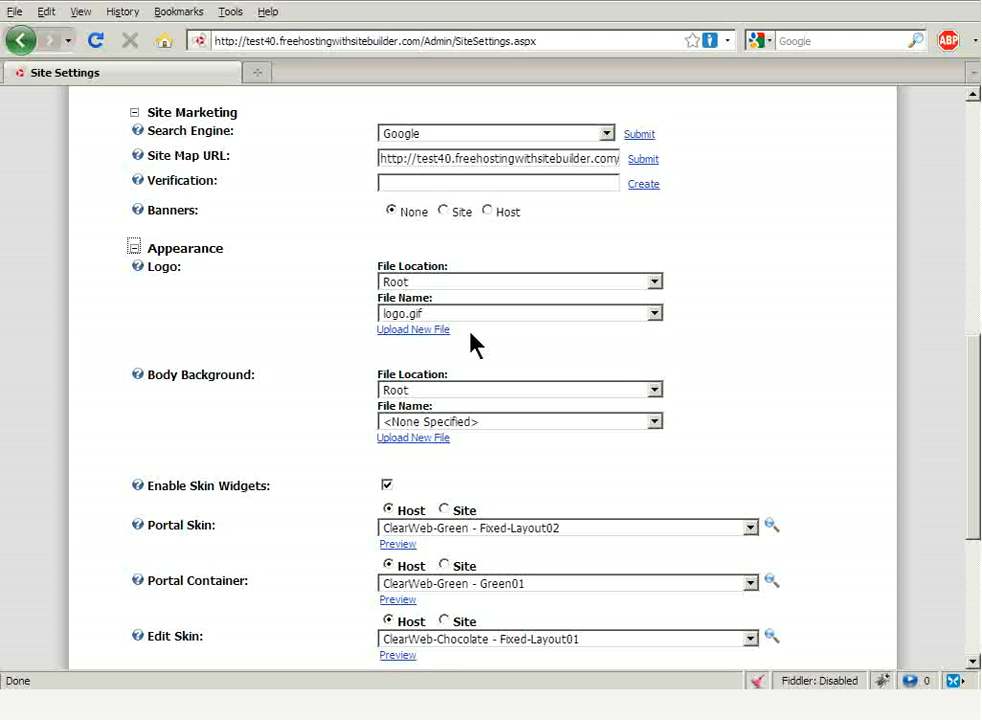 File Edit View History Bookmarks Tools Help
http://test40.freehostingwithsitebuilder.com/Admin/SiteSettings.aspx Google ABP
Site Settings
Site Marketing
Search Engine: Google Submit
Site Map URL: http://test40.freehostingwithsitebuilder.com/ Submit
Verification: Create
Banners: None Site Host
Appearance
Logo: File Location:
Root
File Name:
logo.gif
Upload New File
Body Background: File Location:
Root
File Name:
<None Specified>
Upload New File
Enable Skin Widgets:
Host Site
Portal Skin: ClearWeb-Green - Fixed-Layout02
Preview
Host Site
Portal Container: ClearWeb-Green - Green01
Preview
Host Site
Edit Skin: ClearWeb-Chocolate - Fixed-Layout01
Preview
Done Fiddler: Disabled 0